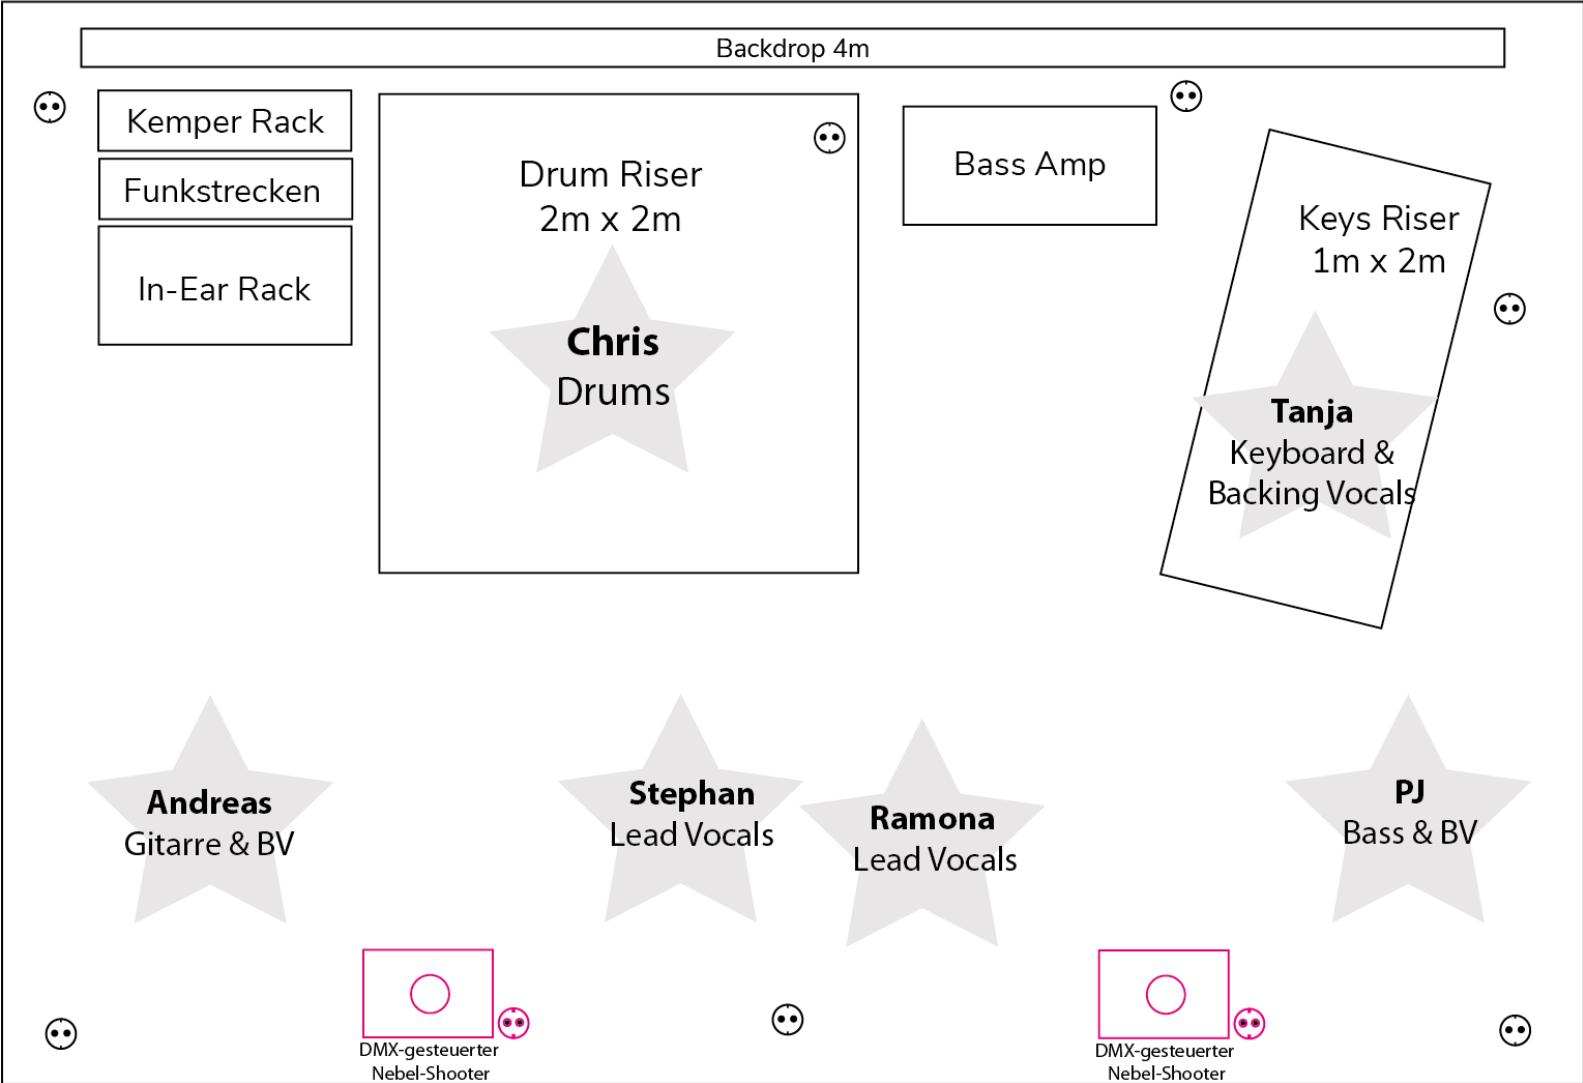 Backdrop 4m
Kemper Rack
Funkstrecken
In-Ear Rack
Drum Riser
2m x 2m
Chris
Drums
Bass Amp
Keys Riser
1m x 2m
Tanja
Keyboard &
Backing Vocals
Andreas
Gitarre & BV
Stephan
Lead Vocals
Ramona
Lead Vocals
PJ
Bass & BV
DMX-gesteuerter
Nebel-Shooter
DMX-gesteuerter
Nebel-Shooter